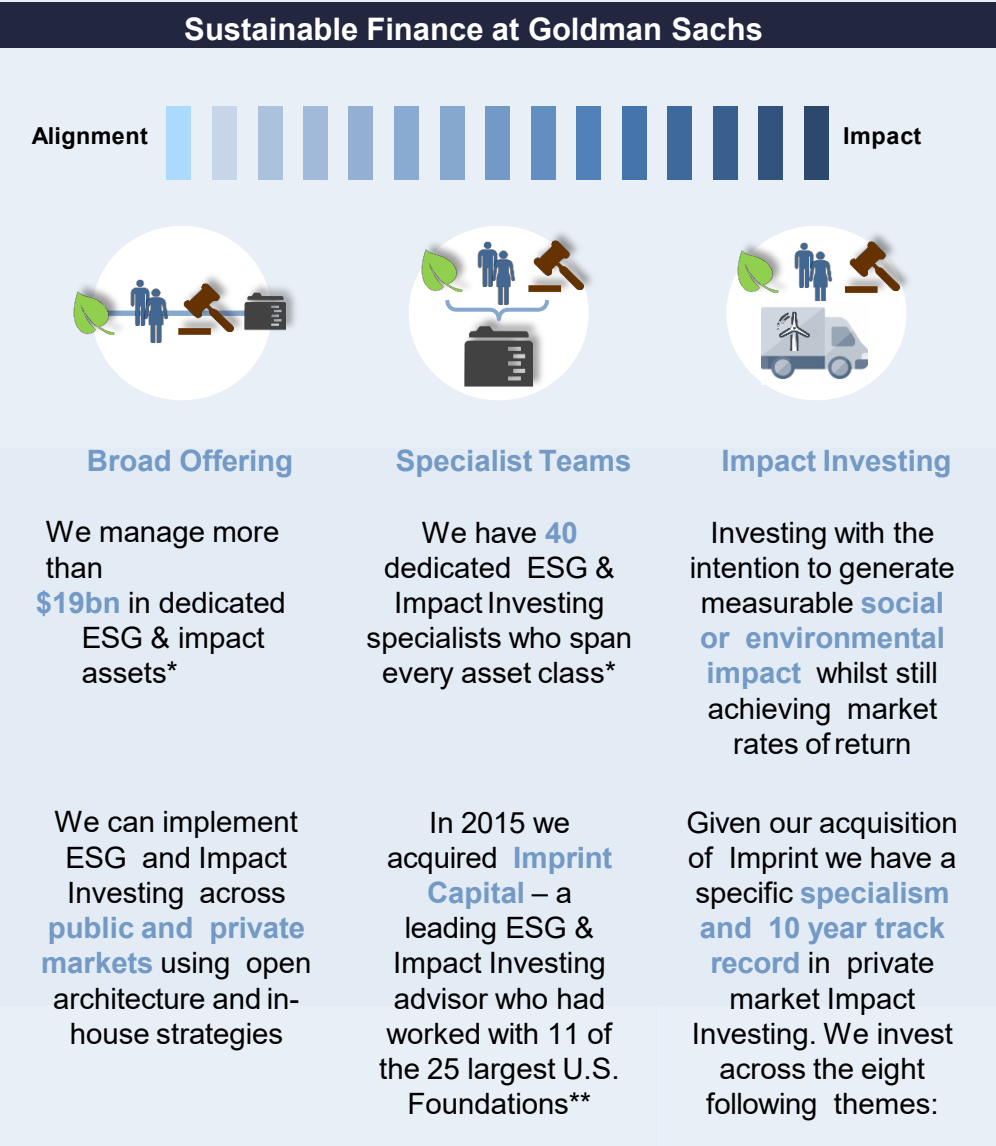 Sustainable Finance at Goldman Sachs
Alignment
Impact
Broad Offering
We manage more
than
$19bn in dedicated
ESG & impact
assets*
We can implement
ESG and Impact
Investing across
public and private
markets using open
architecture and in-
house strategies
Specialist Teams
We have 40
dedicated ESG &
Impact Investing
specialists who span
every asset class*
In 2015 we
acquired Imprint
Capital – a
leading ESG &
Impact Investing
advisor who had
worked with 11 of
the 25 largest U.S.
Foundations**
Impact Investing
Investing with the
intention to generate
measurable social
or environmental
impact whilst still
achieving market
rates of return
Given our acquisition
of Imprint we have a
specific specialism
and 10 year track
record in private
market Impact
Investing. We invest
across the eight
following themes: